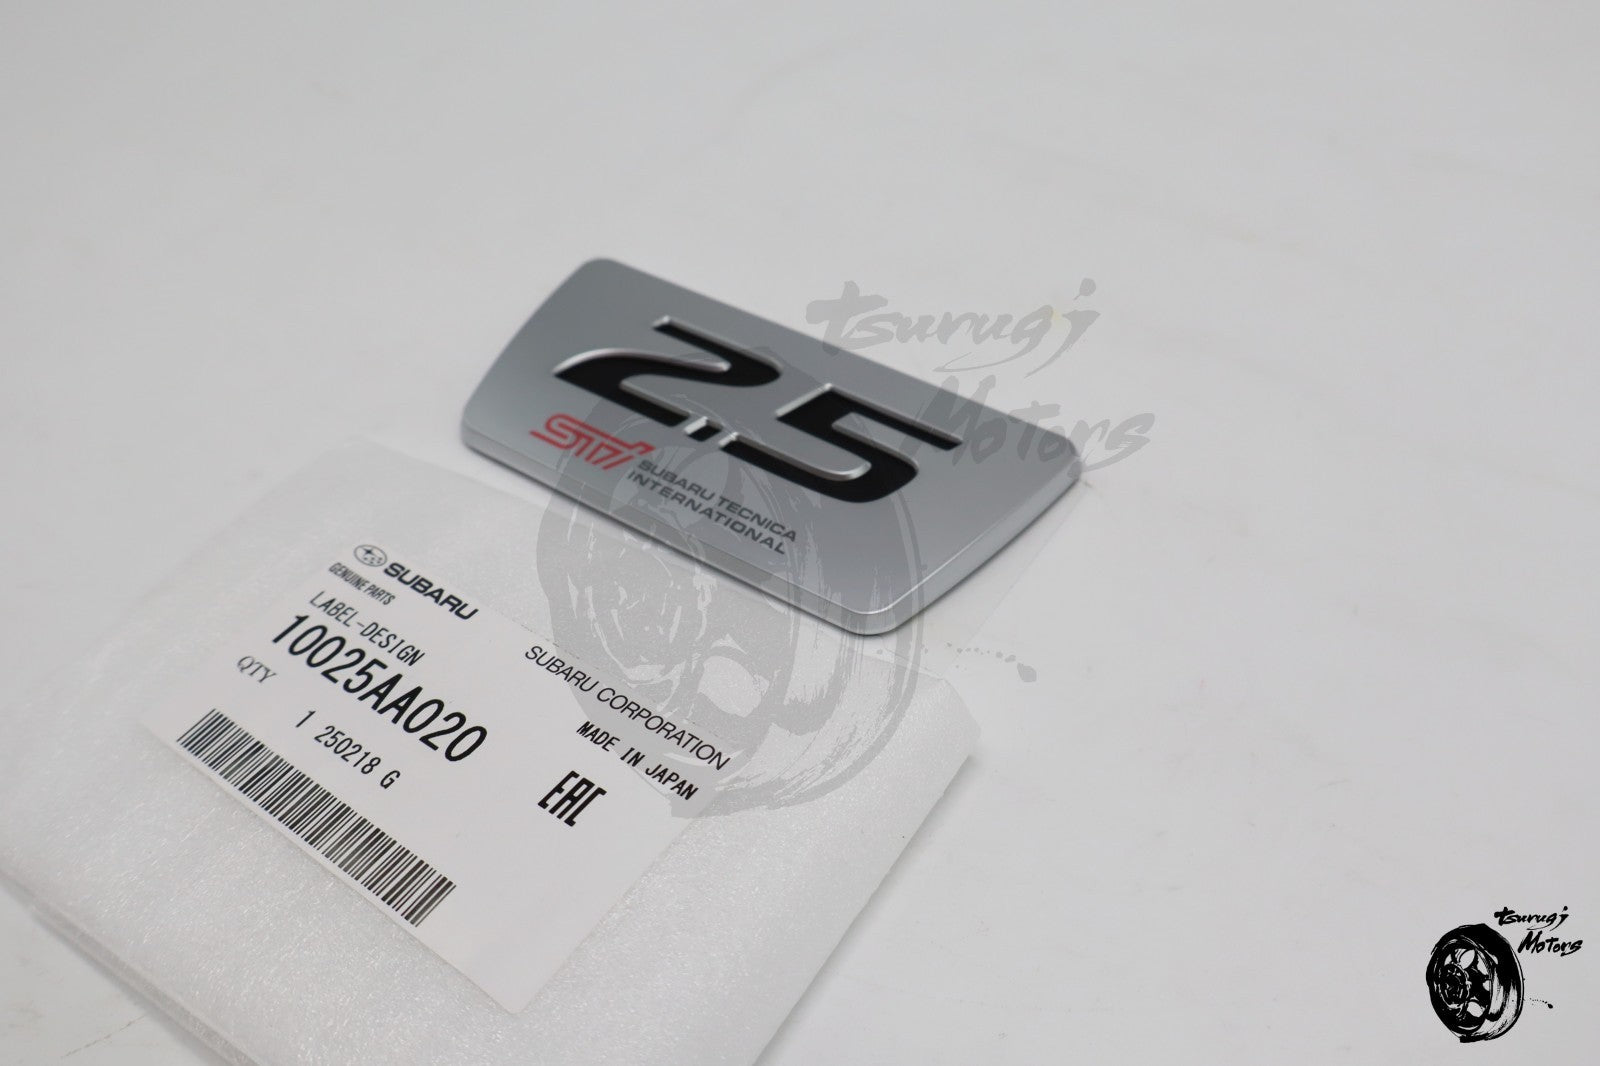 2.5
STI
SUBARU TECNICA
INTERNATIONAL
SUBARU
GENUINE PARTS
LABEL-DESIGN
10025AA020
QTY
1 250218 G
SUBARU CORPORATION
MADE IN JAPAN
EAC
tsurugi
Motors
tsurugi
Motors